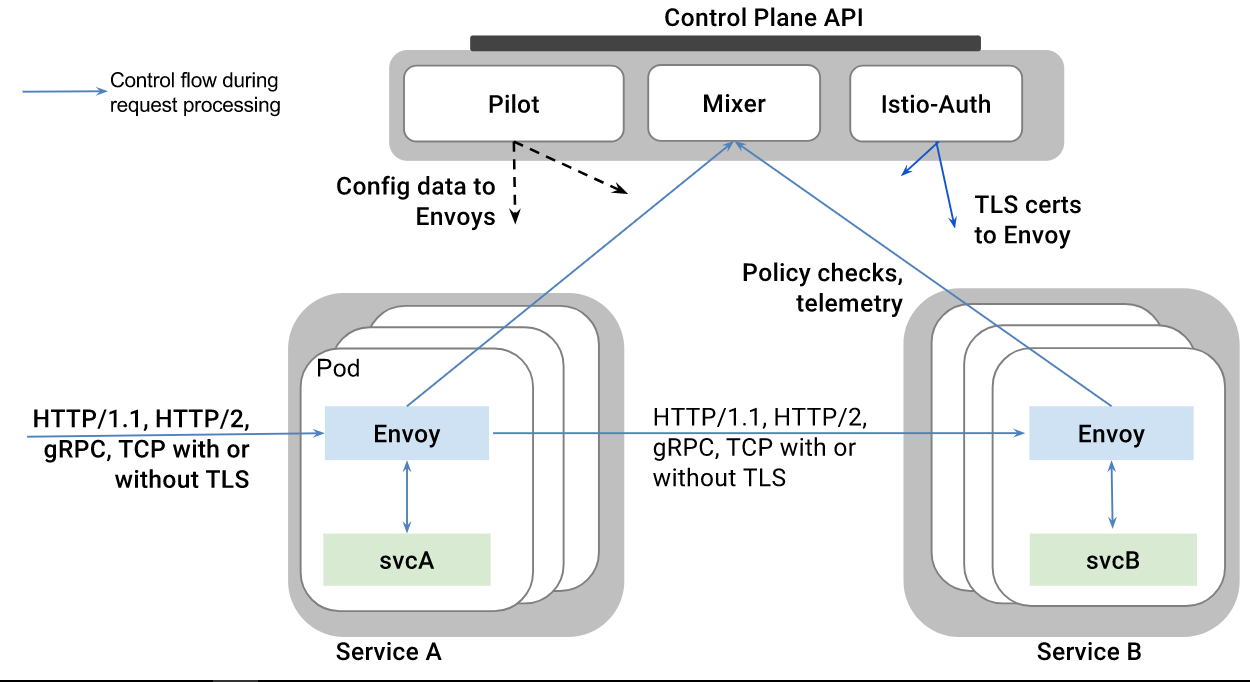 Control Plane API
Control flow during
request processing
Pilot
Mixer
Istio-Auth
Config data to
Envoys
TLS certs
to Envoy
Policy checks,
telemetry
Pod
HTTP/1.1, HTTP/2,
gRPC, TCP with or
without TLS
Envoy
HTTP/1.1, HTTP/2,
gRPC, TCP with or
without TLS
Envoy
svcA
svcB
Service A
Service B